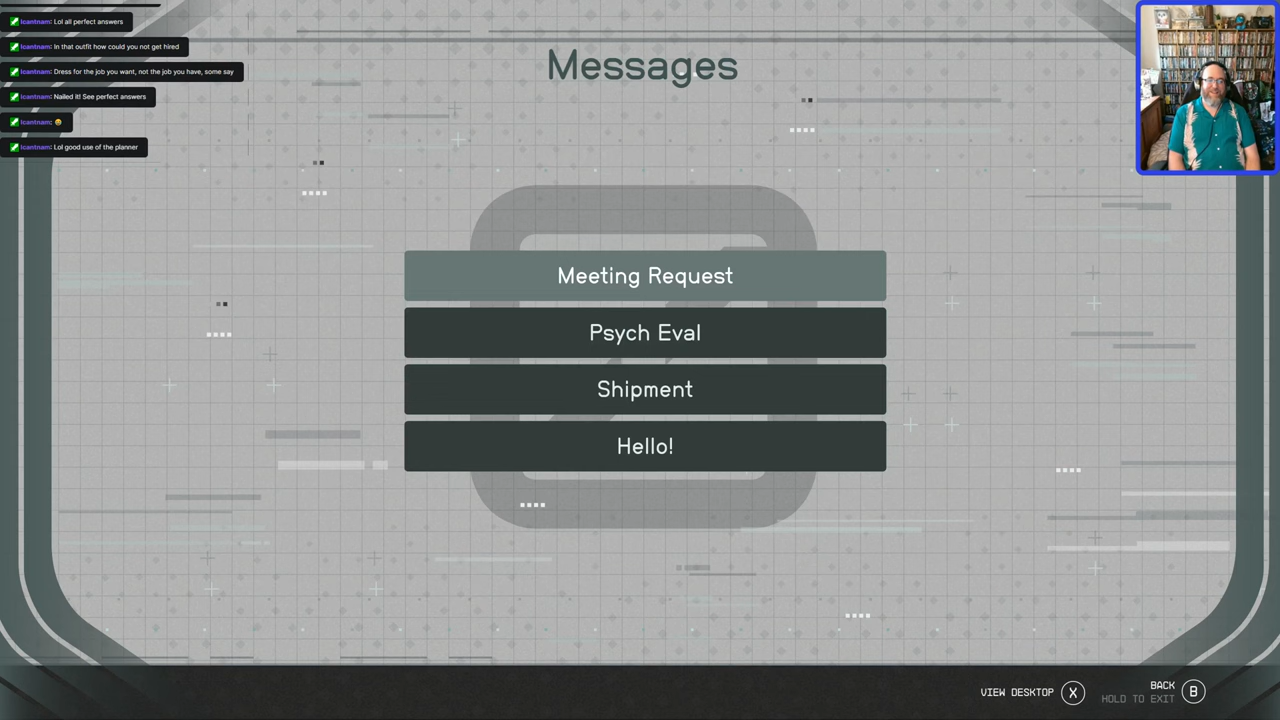 Icantnam: Lol all perfect answers
Icantnam: In that outfit how could you not get hired
Icantnam: Dress for the job you want, not the job you have, some say
Icantnam: Nailed it! See perfect answers
Icantnam: 😆
Icantnam: Lol good use of the planner
Messages
Meeting Request
Psych Eval
Shipment
Hello!
VIEW DESKTOP X
BACK
HOLD TO EXIT B